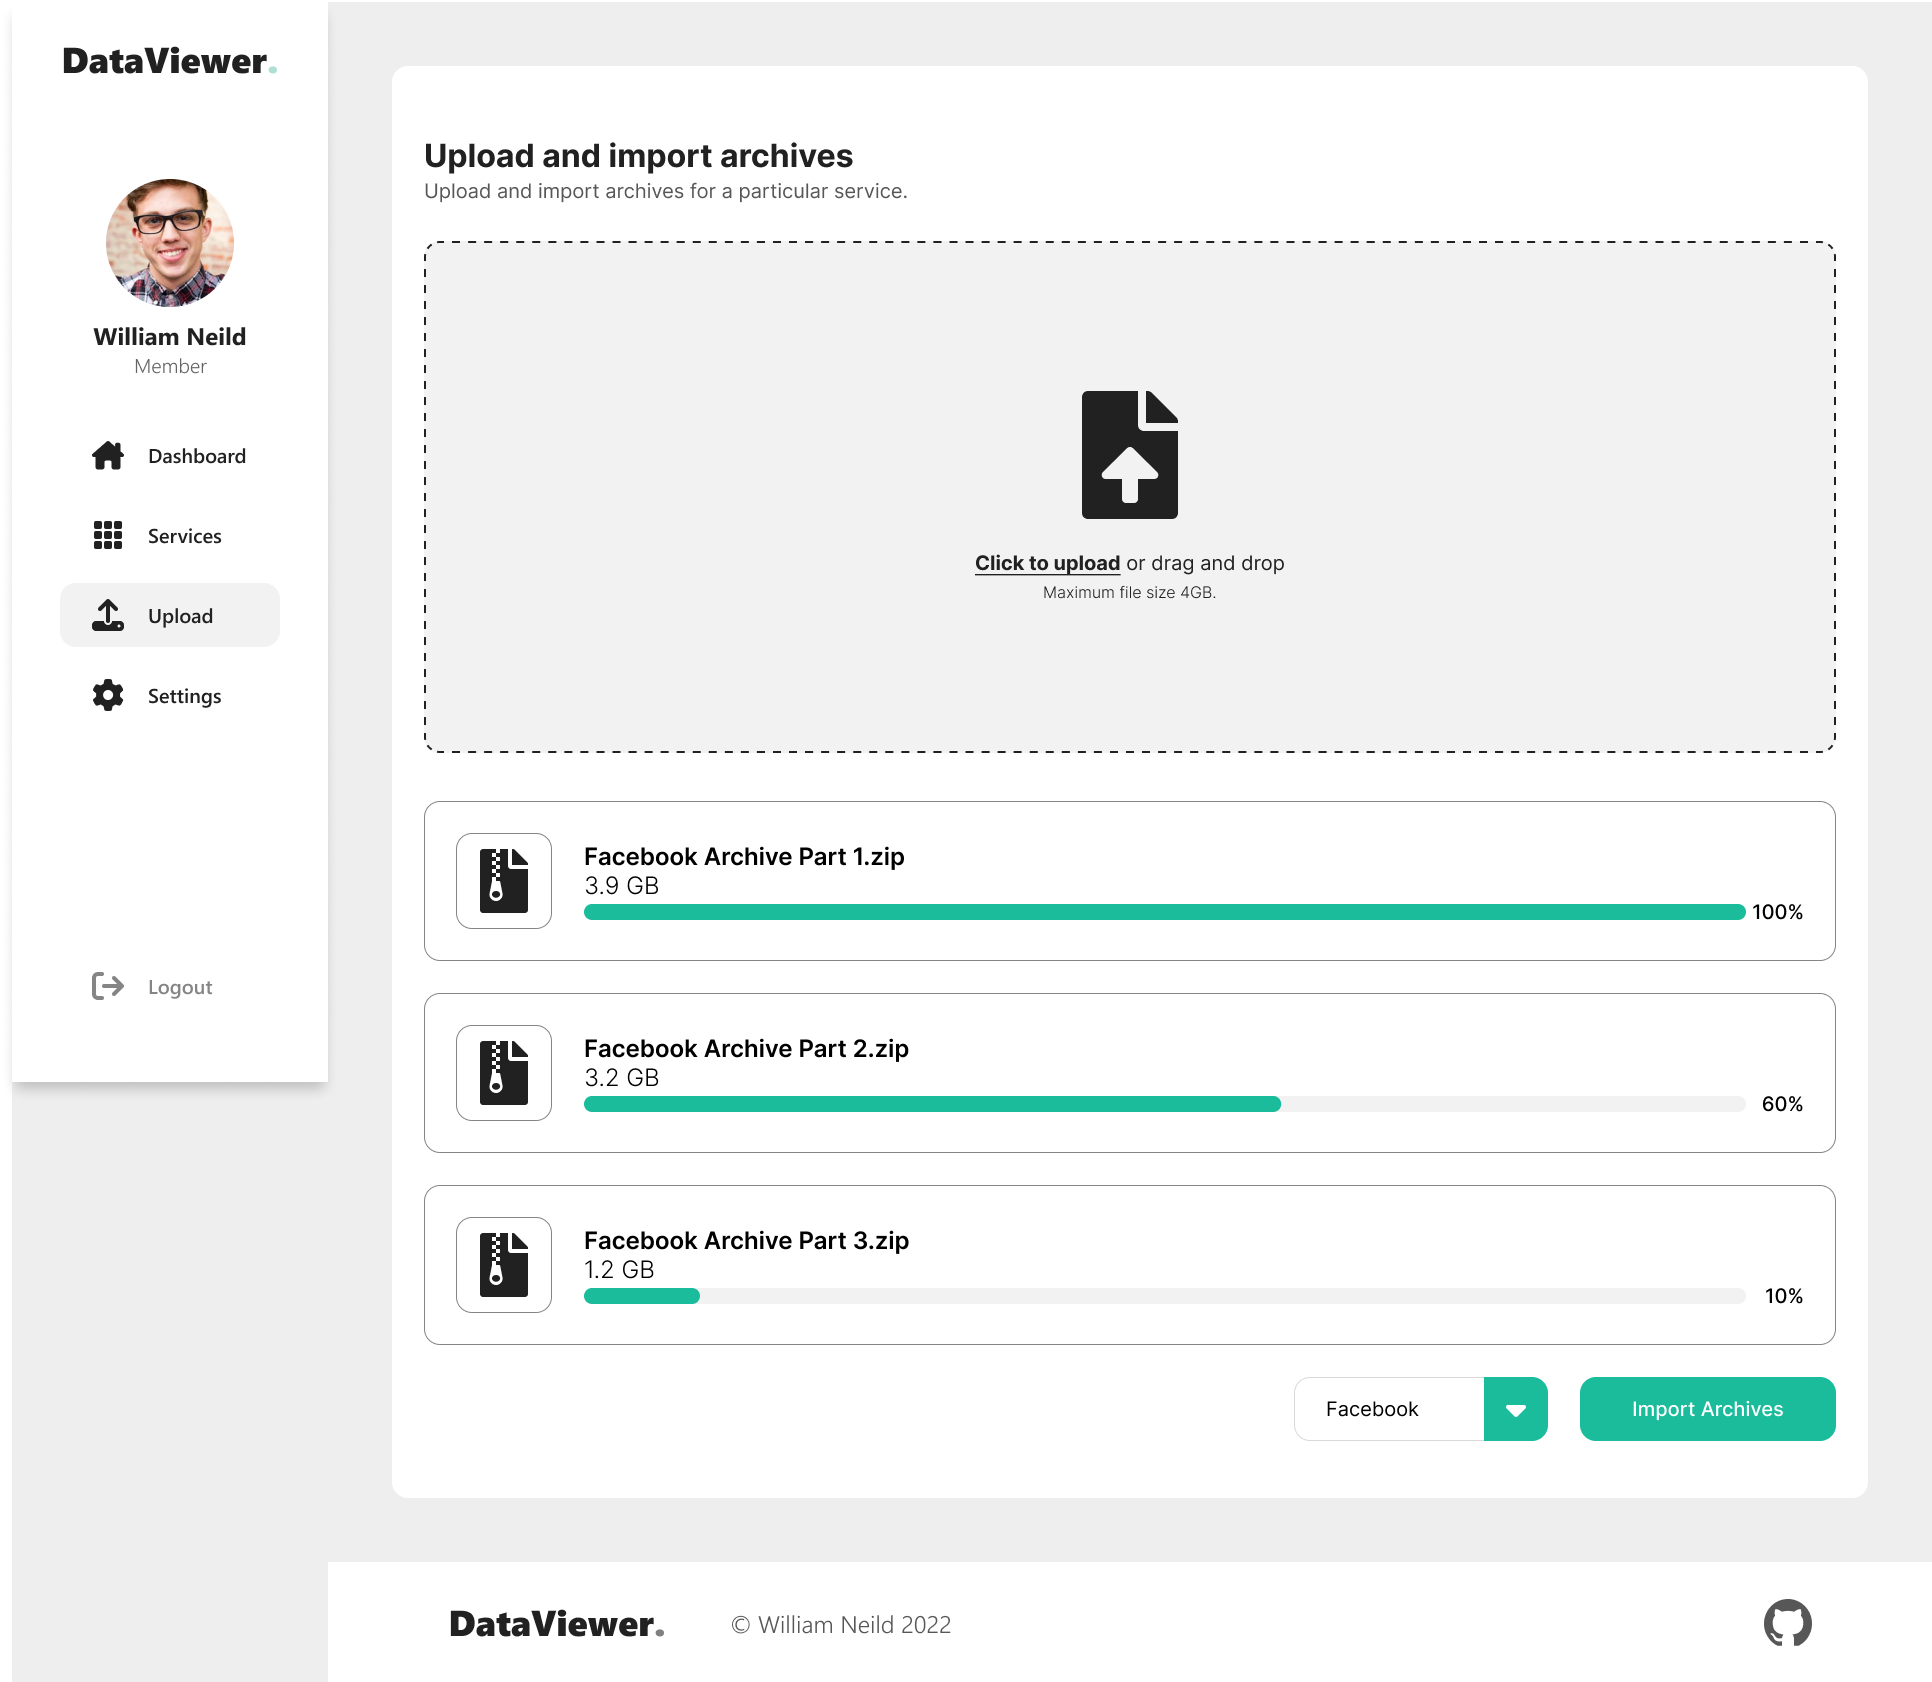 DataViewer.
William Neild
Member
Dashboard
Services
Upload
Settings
Logout
Upload and import archives
Upload and import archives for a particular service.
Click to upload or drag and drop
Maximum file size 4GB.
Facebook Archive Part 1.zip
3.9 GB
100%
Facebook Archive Part 2.zip
3.2 GB
60%
Facebook Archive Part 3.zip
1.2 GB
10%
Facebook
Import Archives
DataViewer.
© William Neild 2022